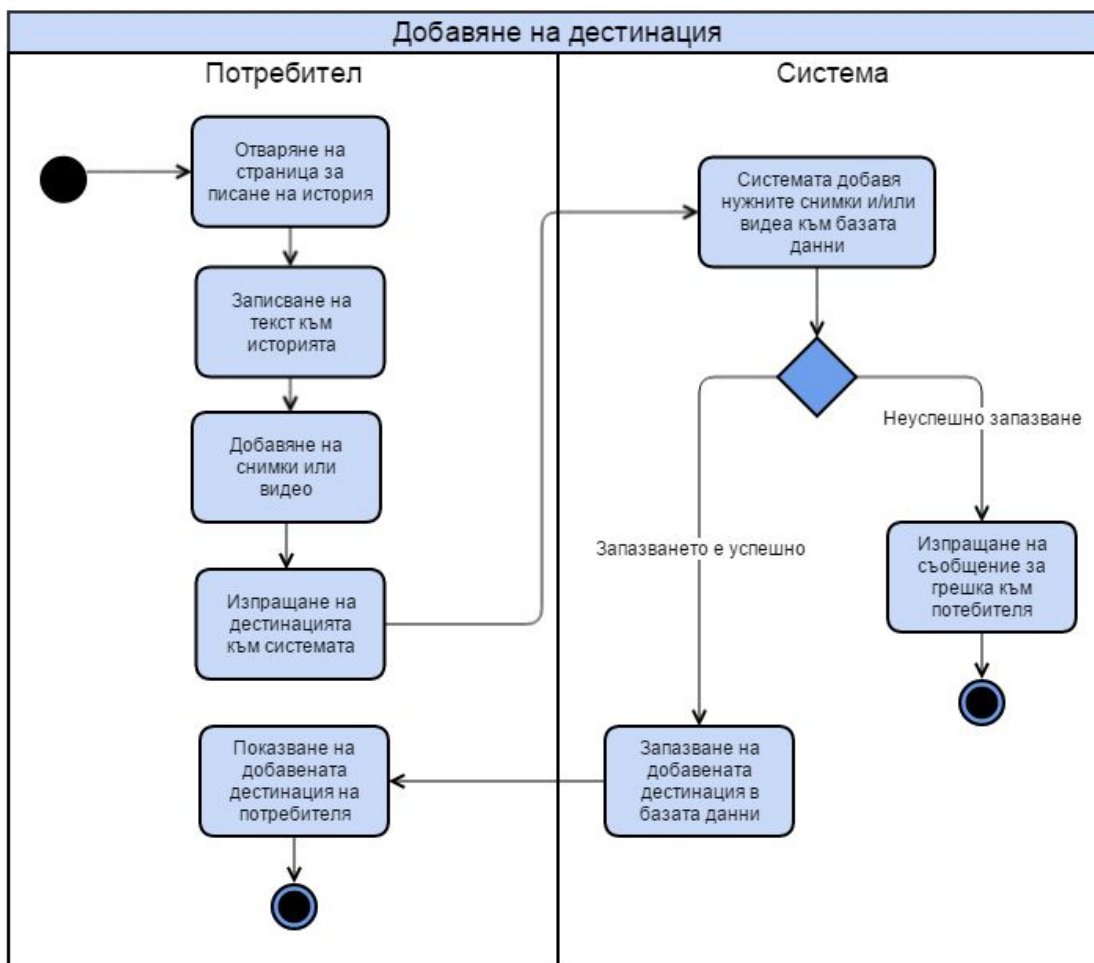 Добавяне на дестинация
Потребител
Система
Отваряне на
страница за
писане на история
Записване на
текст към
историята
Добавяне на
снимки или
видео
Изпращане на
дестинацията
към системата
Системата добавя
нужните снимки и/или
видеа към базата
данни
Неуспешно запазване
Запазването е успешно
Изпращане на
съобщение за
грешка към
потебителя
Запазване на
добавената
дестинация в
базата данни
Показване на
добавената
дестинация на
потребителя